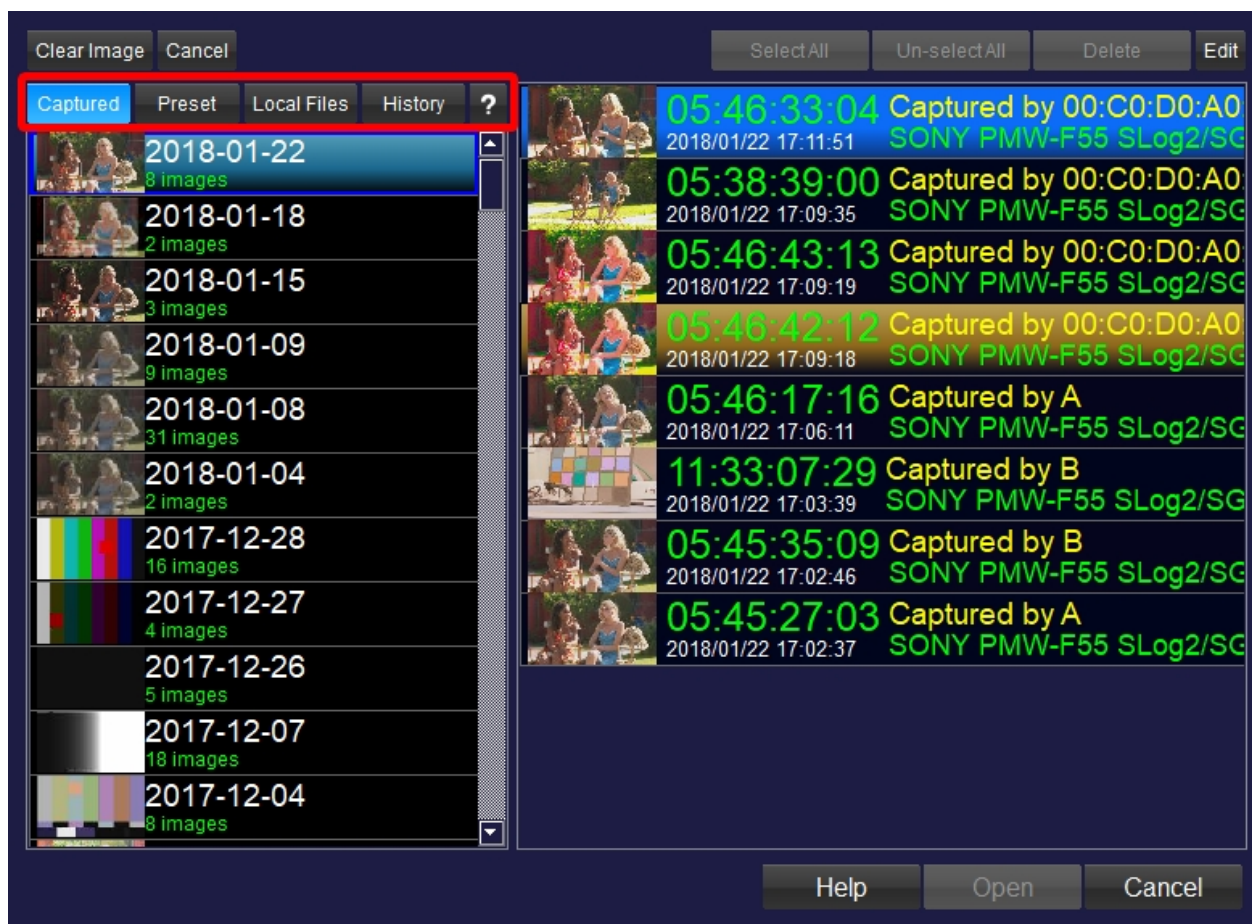 Clear Image Cancel SelectAll Un-selectAll Delete Edit
Captured Preset Local Files History ?
2018-01-22
8 images
2018-01-18
2 images
2018-01-15
3 images
2018-01-09
9 images
2018-01-08
31 images
2018-01-04
2 images
2017-12-28
16 images
2017-12-27
4 images
2017-12-26
5 images
2017-12-07
18 images
2017-12-04
8 images
05:46:33:04 Captured by 00:C0:D0:A0
2018/01/22 17:11:51 SONY PMW-F55 SLog2/SG
05:38:39:00 Captured by 00:C0:D0:A0:
2018/01/22 17:09:35 SONY PMW-F55 SLog2/SG
05:46:43:13 Captured by 00:C0:D0:A0:
2018/01/22 17:09:19 SONY PMW-F55 SLog2/SG
05:46:42:12 Captured by 00:C0:D0:A0
2018/01/22 17:09:18 SONY PMW-F55 SLog2/SG
05:46:17:16 Captured by A
2018/01/22 17:06:11 SONY PMW-F55 SLog2/SG
11:33:07:29 Captured by B
2018/01/22 17:03:39 SONY PMW-F55 SLog2/SG
05:45:35:09 Captured by B
2018/01/22 17:02:46 SONY PMW-F55 SLog2/SG
05:45:27:03 Captured by A
2018/01/22 17:02:37 SONY PMW-F55 SLog2/SG
Help Open Cancel